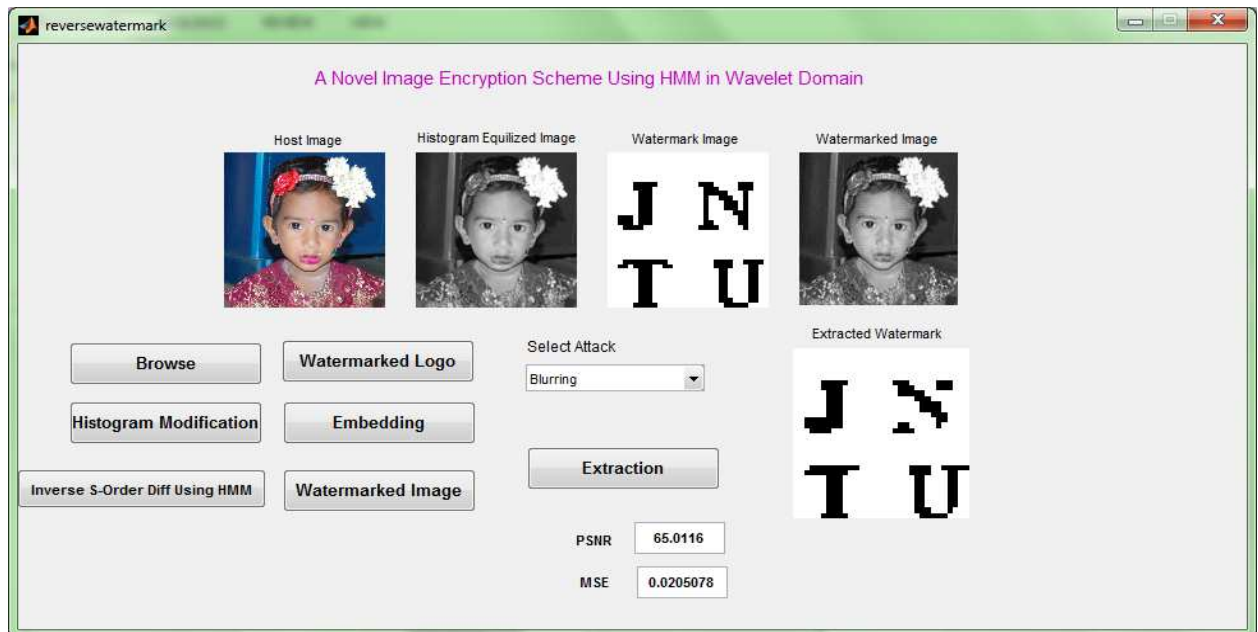 reversewatermark
A Novel Image Encryption Scheme Using HMM in Wavelet Domain
Host Image
Histogram Equilized Image
Watermark Image
Watermarked Image
J N
T U
Extracted Watermark
J N
T U
Browse
Watermarked Logo
Select Attack
Blurring
Histogram Modification
Embedding
Extraction
Inverse S-Order Diff Using HMM
Watermarked Image
PSNR 65.0116
MSE 0.0205078